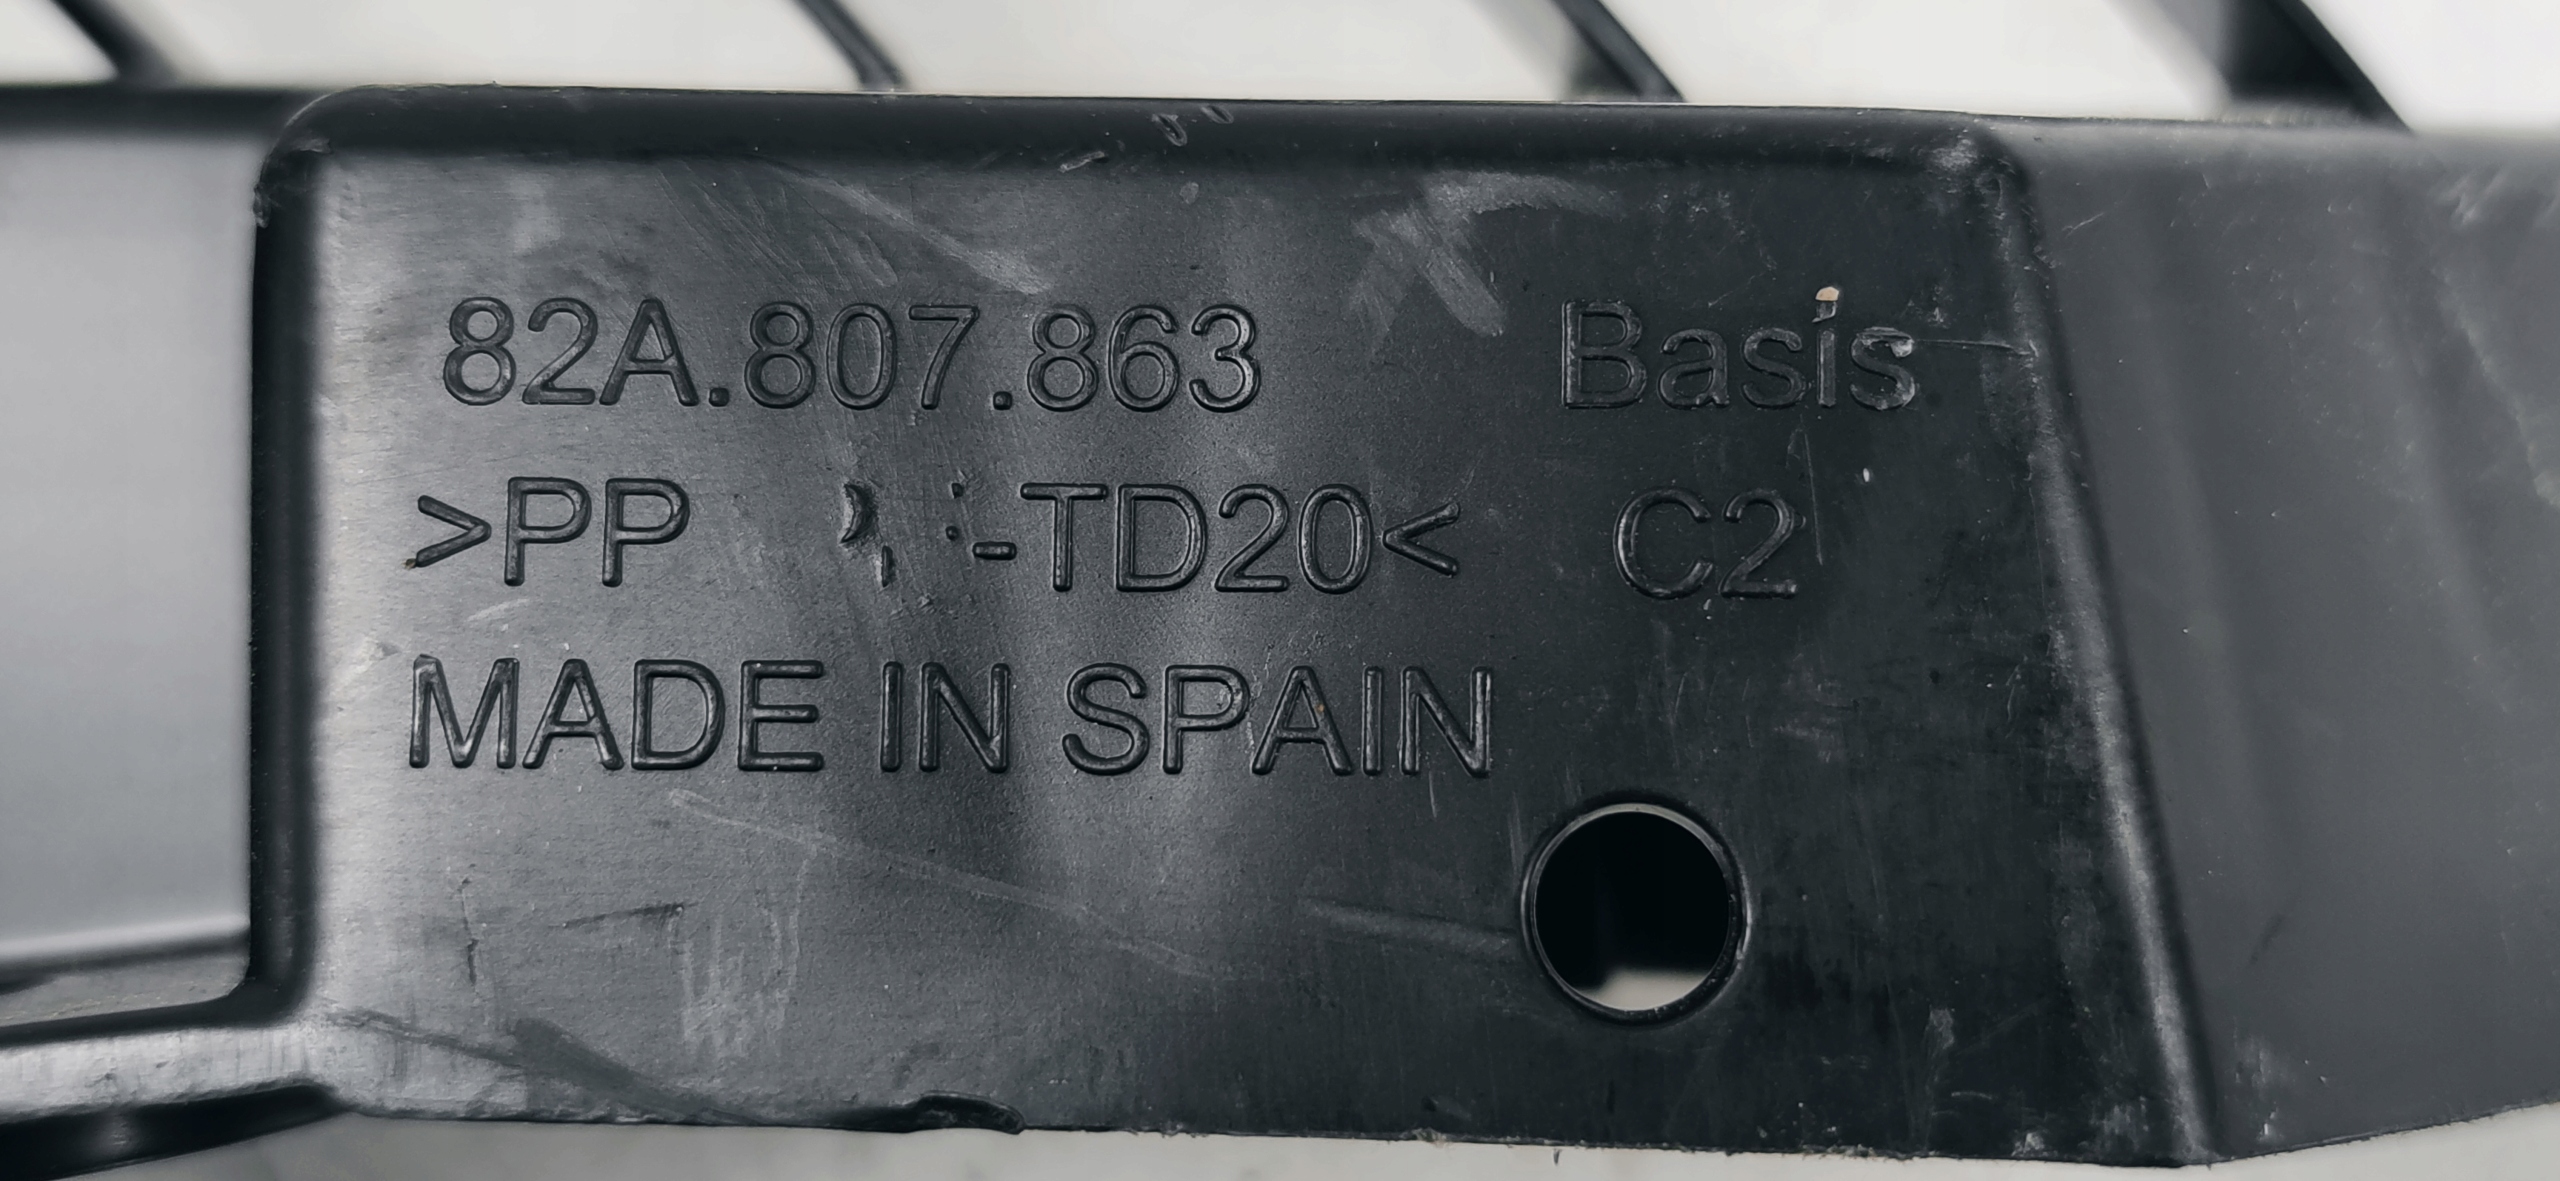 82A.807.863 Basis
>PP -TD20< C2
MADE IN SPAIN